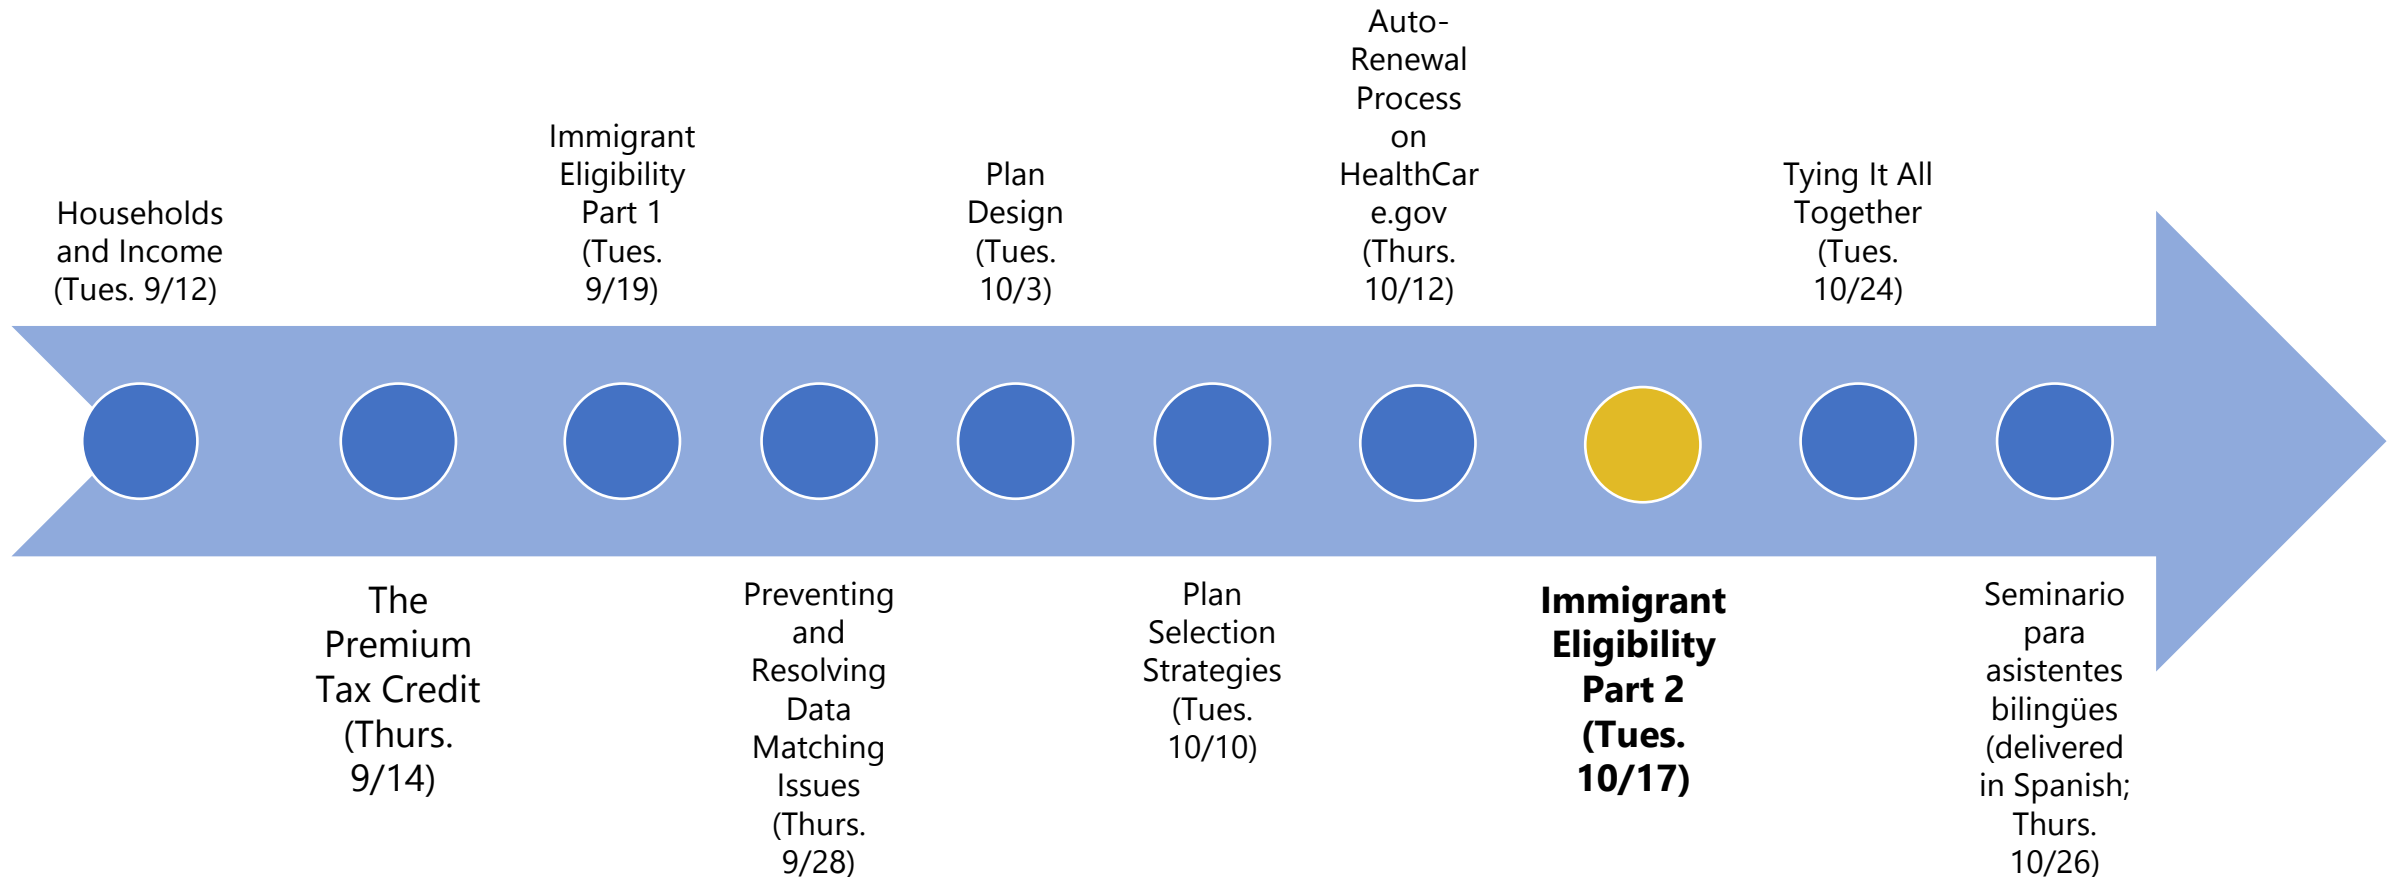 Households
and Income
(Tues. 9/12)
The
Premium
Tax Credit
(Thurs.
9/14)
Immigrant
Eligibility
Part 1
(Tues.
9/19)
Preventing
and
Resolving
Data
Matching
Issues
(Thurs.
9/28)
Plan
Design
(Tues.
10/3)
Plan
Selection
Strategies
(Tues.
10/10)
Auto-
Renewal
Process
on
HealthCar
e.gov
(Thurs.
10/12)
Immigrant
Eligibility
Part 2
(Tues.
10/17)
Tying It All
Together
(Tues.
10/24)
Seminario
para
asistentes
bilingües
(delivered
in Spanish;
Thurs.
10/26)